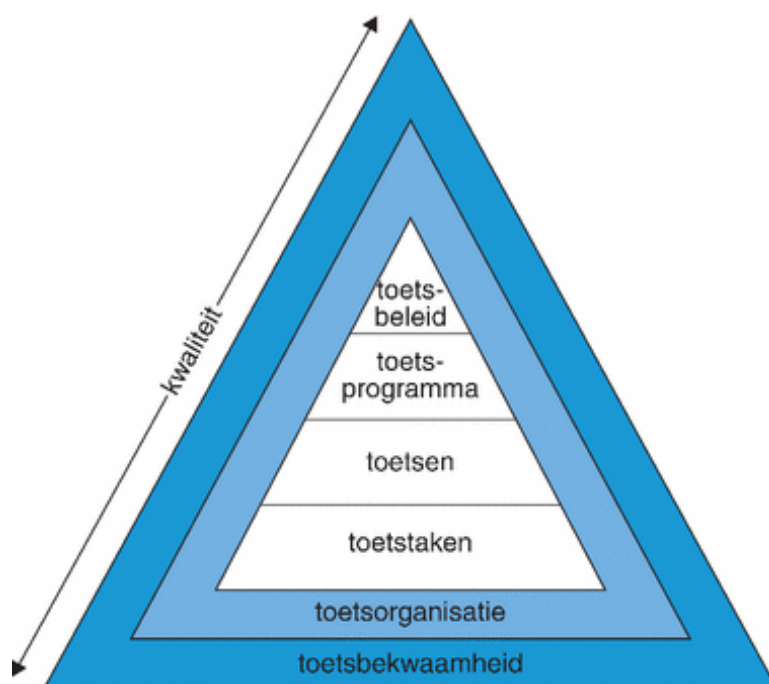 kwaliteit
toets-
beleid
toets-
programma
toetsen
toetstaken
toetsorganisatie
toetsbekwaamheid